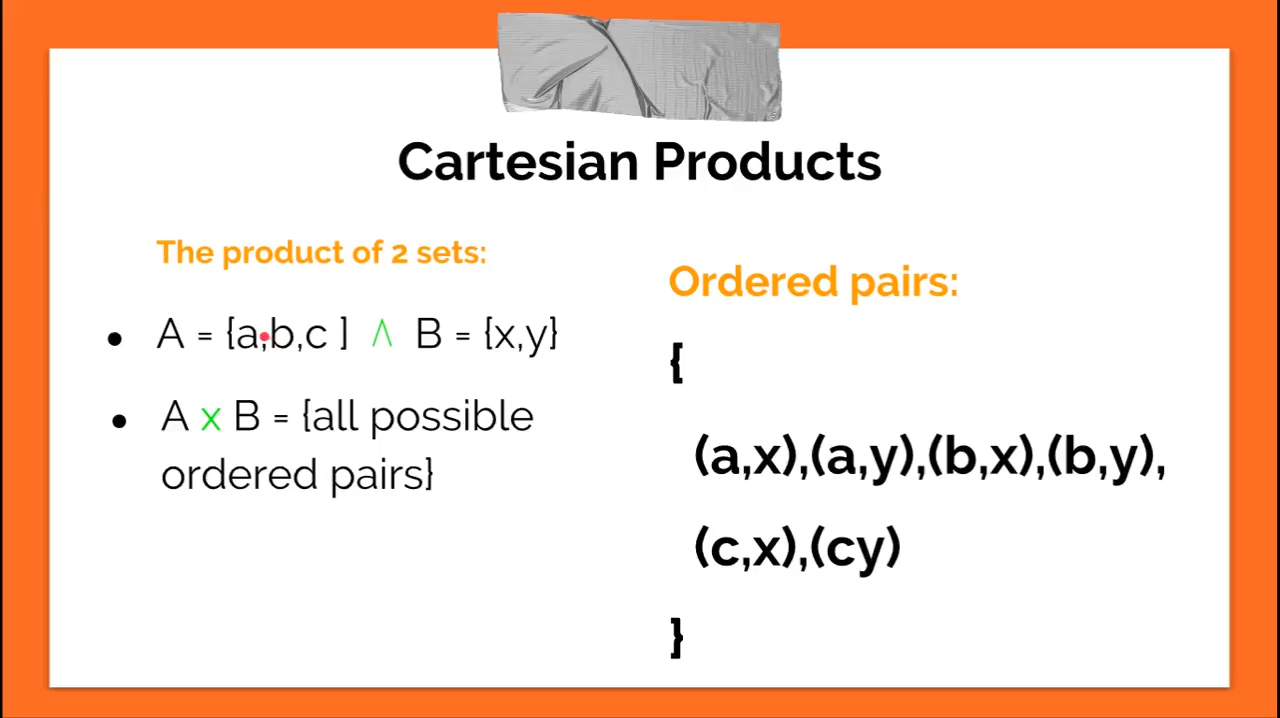 Cartesian Products
The product of 2 sets:
• A = {a,b,c ] ∧ B = {x,y}
• A x B = {all possible
ordered pairs}
Ordered pairs:
{
(a,x),(a,y),(b,x),(b,y),
(c,x),(cy)
}